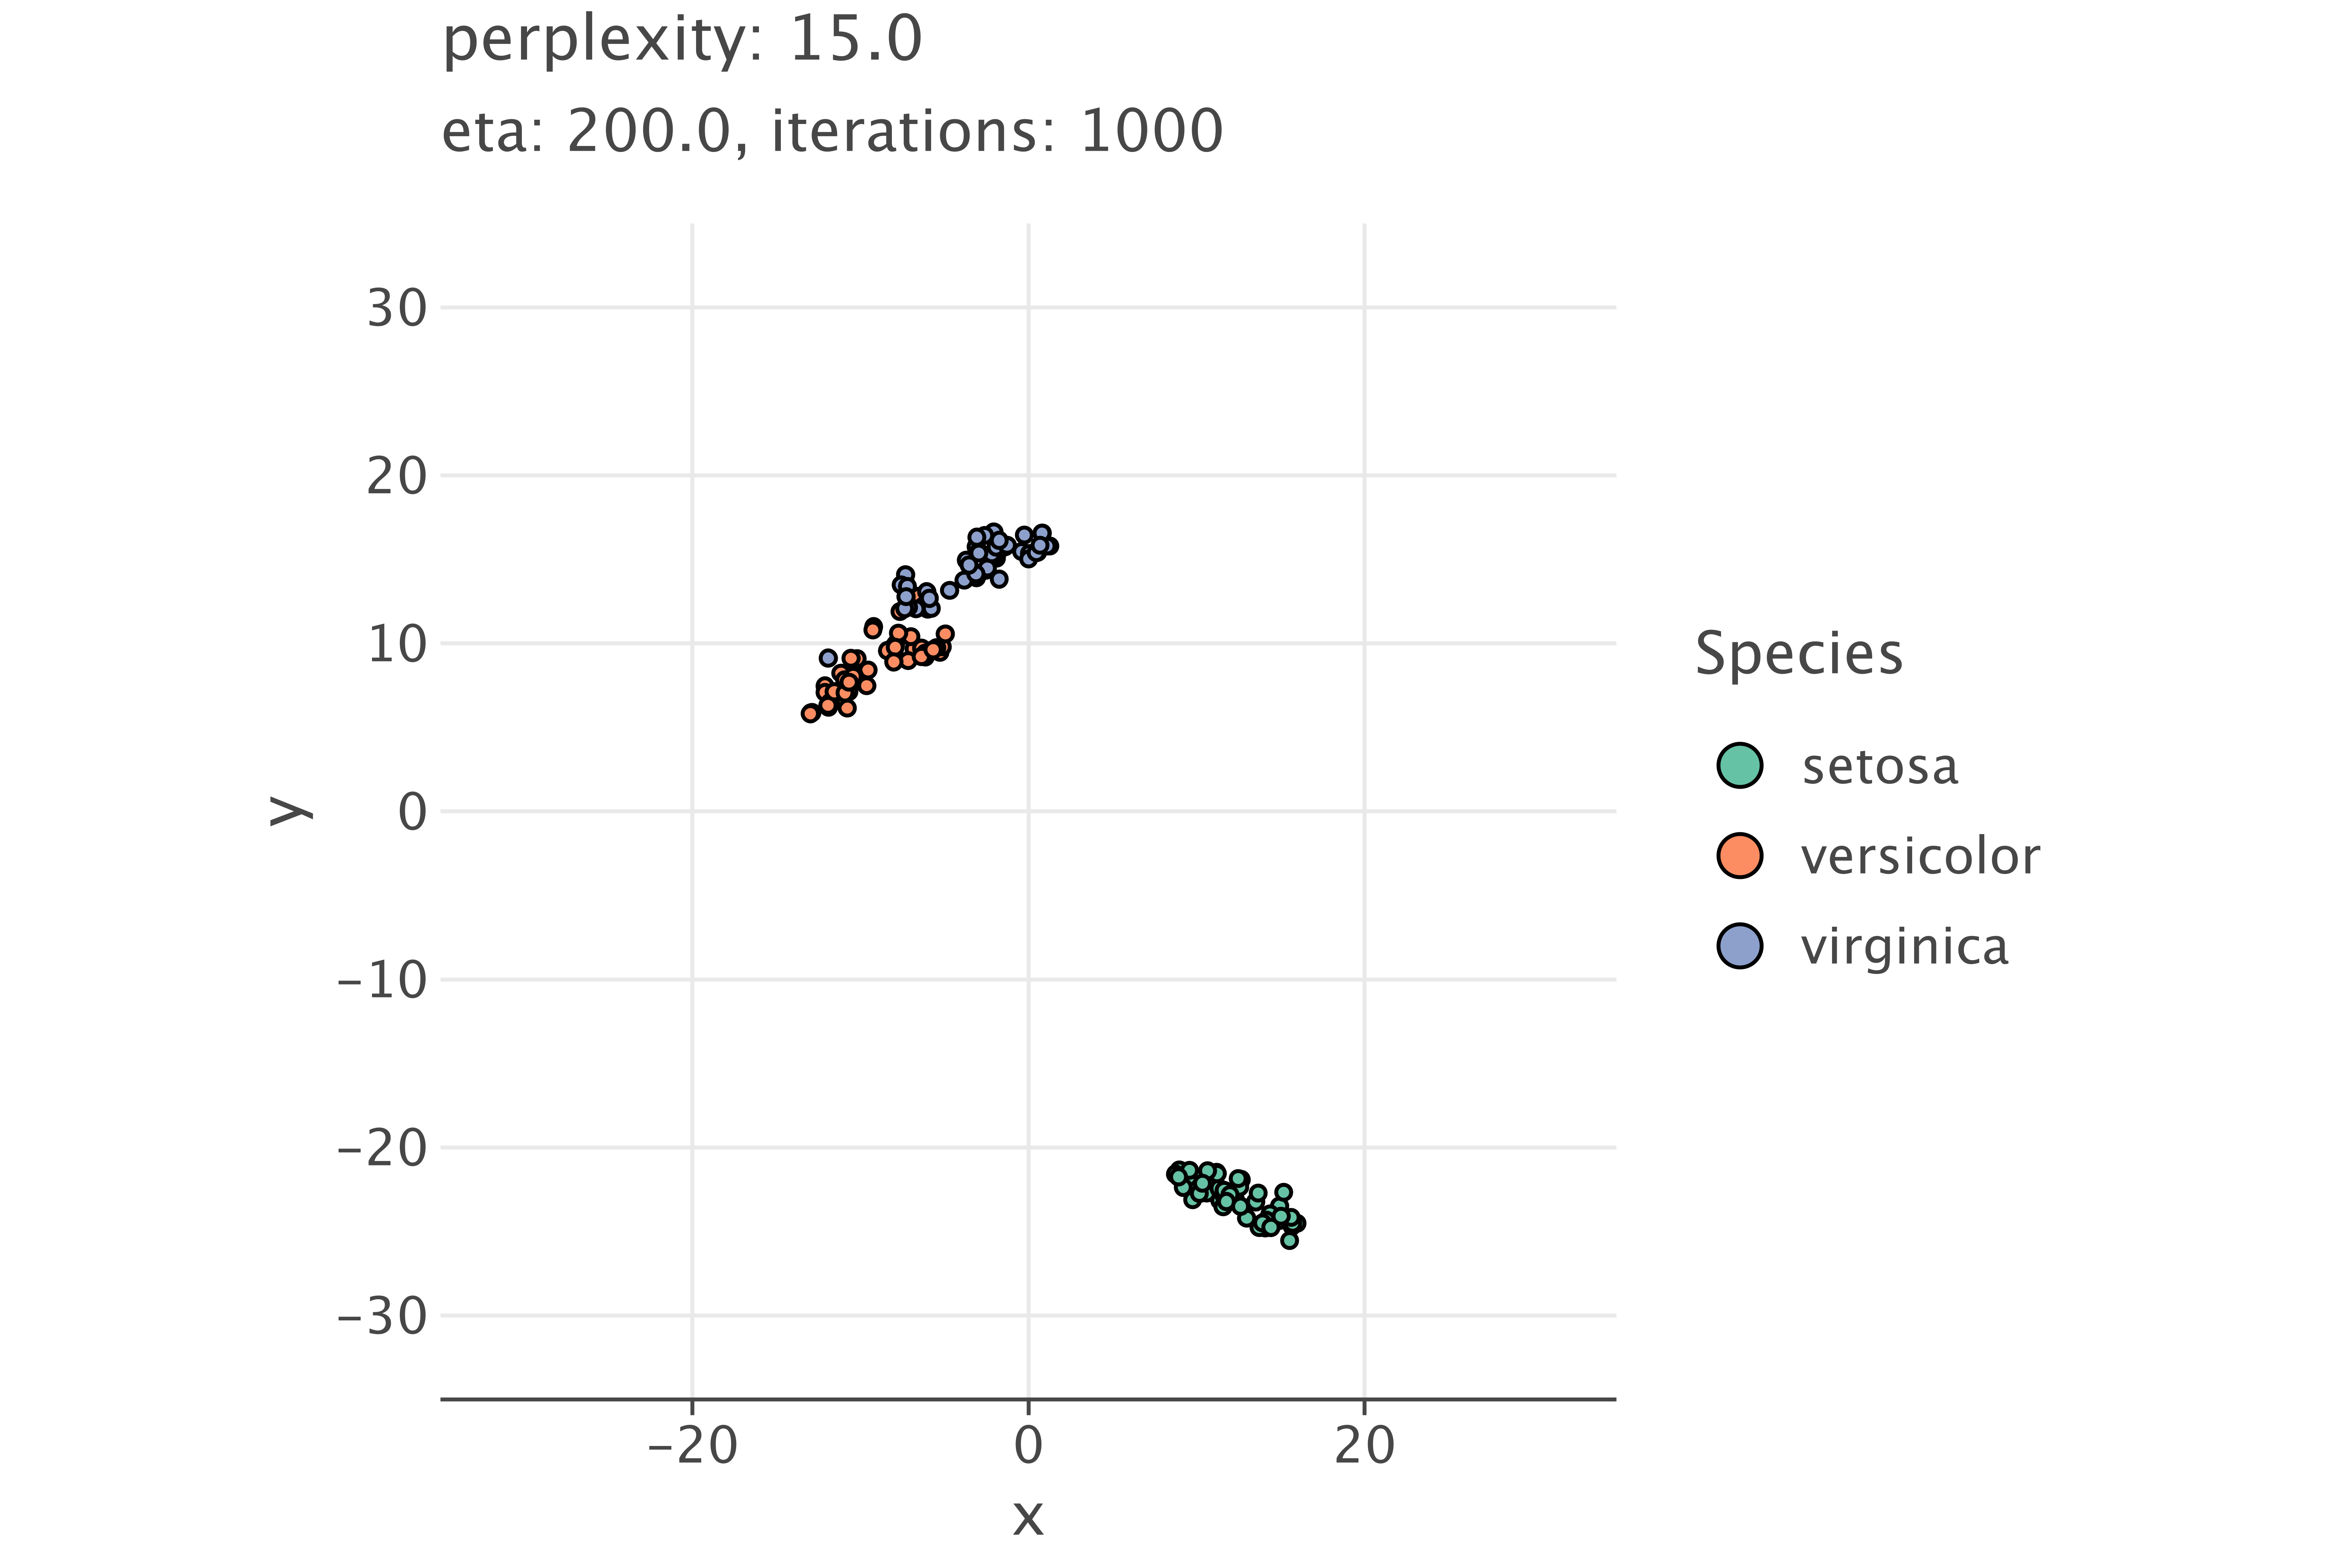 perplexity: 15.0
eta: 200.0, iterations: 1000
30
20
10
0
−10
−20
−30
y
−20
0
20
x
Species
setosa
versicolor
virginica